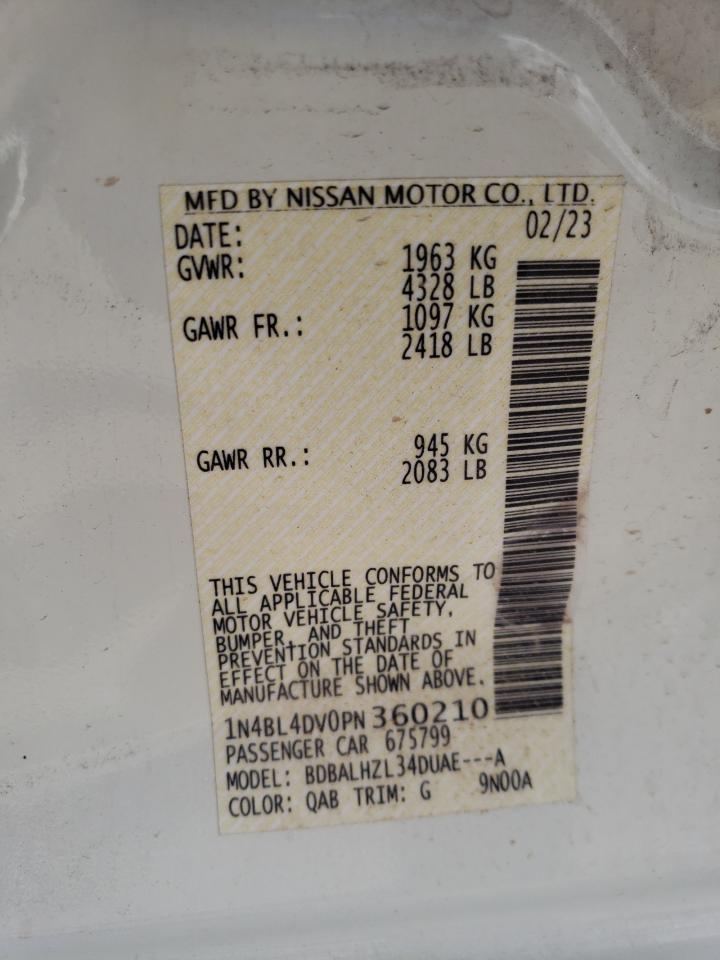 MFD BY NISSAN MOTOR CO., LTD.
DATE: 02/23
GVWR: 1963 KG
4328 LB
GAWR FR.: 1097 KG
2418 LB
GAWR RR.: 945 KG
2083 LB
THIS VEHICLE CONFORMS TO
ALL APPLICABLE FEDERAL
MOTOR VEHICLE SAFETY,
BUMPER, AND THEFT
PREVENTION STANDARDS IN
EFFECT ON THE DATE OF
MANUFACTURE SHOWN ABOVE.
1N4BL4DV0PN360210
PASSENGER CAR 675799
MODEL: BDBALHZL34DUAE---A
COLOR: QAB TRIM: G 9N00A